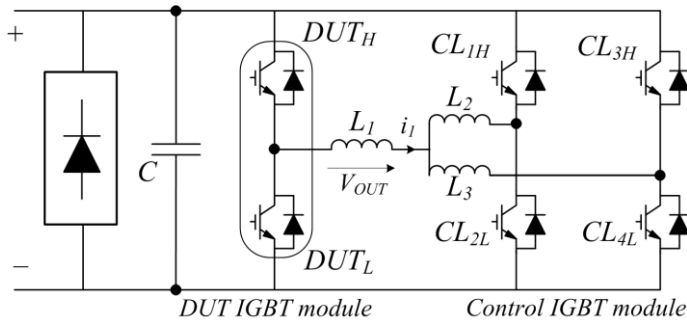 +
DUT_H
CL_1H
CL_3H
L_2
L_1
i_1
C
V_OUT
L_3
CL_2L
CL_4L
DUT_L
−
DUT IGBT module
Control IGBT module